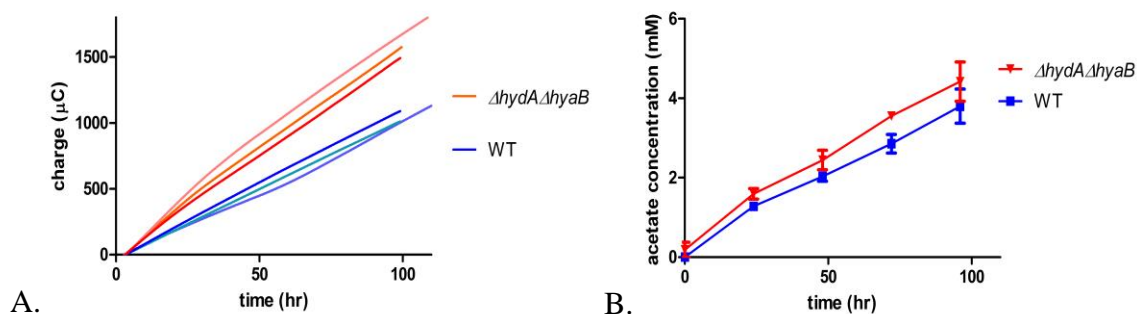 1500
1000
500
0
0
50
100
charge (µC)
time (hr)
ΔhydAΔhyaB
WT
A.
6
4
2
0
0
50
100
acetate concentration (mM)
time (hr)
ΔhydAΔhyaB
WT
B.